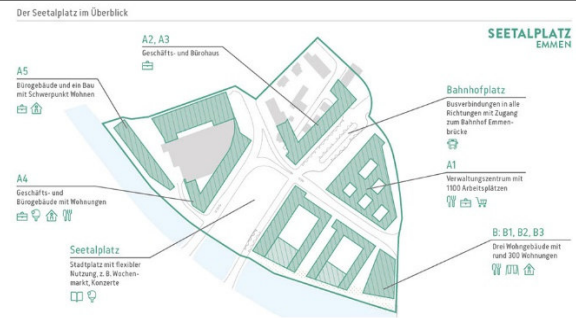 Der Seetalplatz im Überblick
SEETALPLATZ
EMMEN
A2, A3
Geschäfts- und Bürohaus
A5
Bürogebäude und ein Bau
mit Schwerpunkt Wohnen
Bahnhofplatz
Busverbindungen in alle
Richtungen mit Zugang
zum Bahnhof Emmen-
brücke
A1
Verwaltungszentrum mit
1100 Arbeitsplätzen
A4
Geschäfts- und
Bürogebäude mit Wohnungen
B: B1, B2, B3
Drei Wohngebäude mit
rund 300 Wohnungen
Seetalplatz
Stadtplatz mit flexibler
Nutzung, z. B. Wochen-
markt, Konzerte